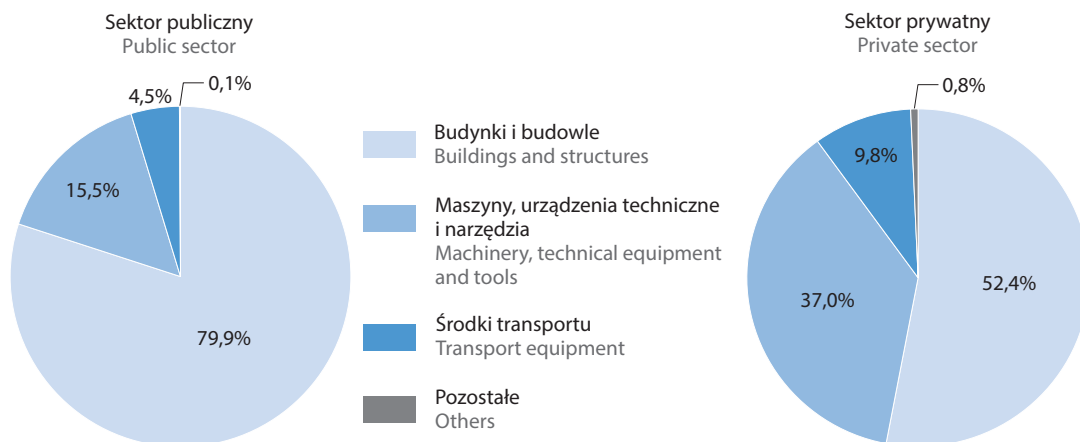 Sektor publiczny
Public sector
0,1%
4,5%
15,5%
79,9%
Budynki i budowle
Buildings and structures
Maszyny, urządzenia techniczne
i narzędzia
Machinery, technical equipment
and tools
Środki transportu
Transport equipment
Pozostałe
Others
Sektor prywatny
Private sector
0,8%
9,8%
37,0%
52,4%